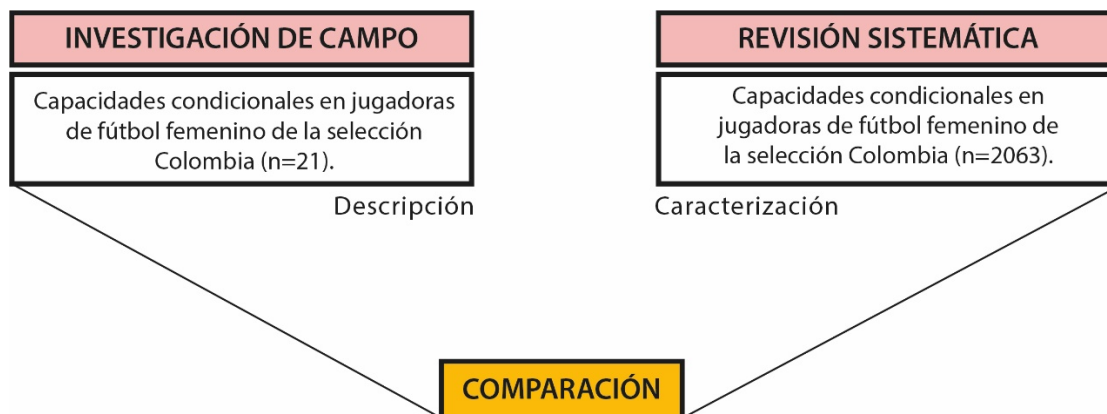 INVESTIGACIÓN DE CAMPO
Capacidades condicionales en jugadoras
de fútbol femenino de la selección
Colombia (n=21).
Descripción
REVISIÓN SISTEMÁTICA
Capacidades condicionales en
jugadoras de fútbol femenino de
la selección Colombia (n=2063).
Caracterización
COMPARACIÓN